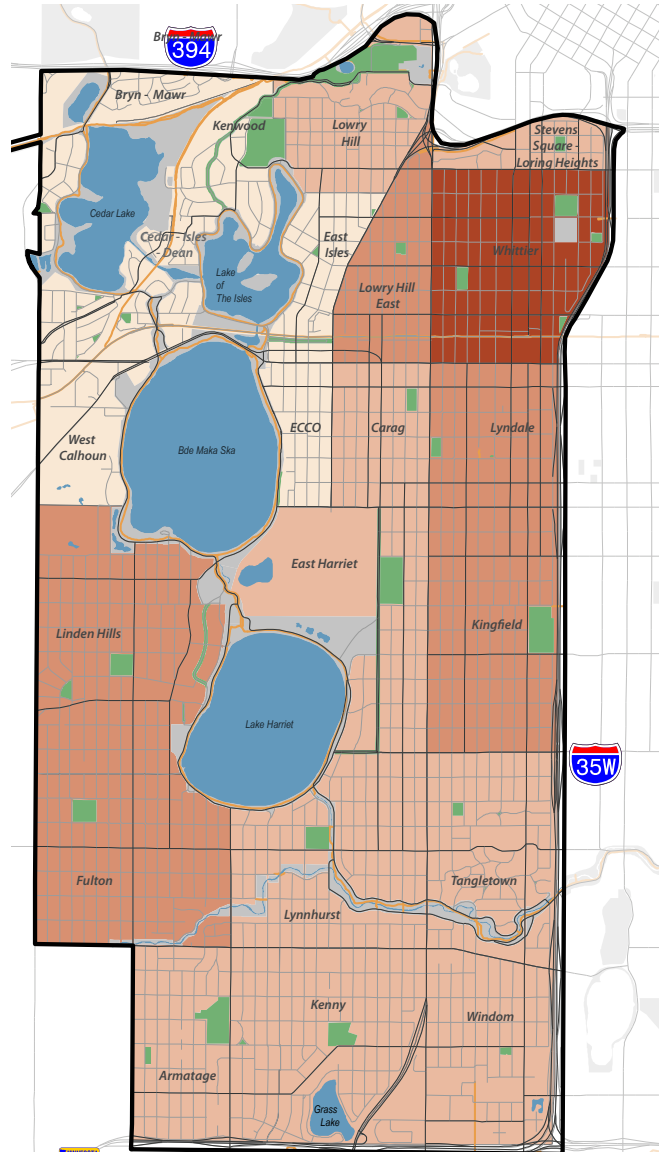 Bryn - Mawr
394
Bryn - Mawr
Kenwood
Lowry
Hill
Stevens
Square -
Loring Heights
Cedar Lake
Cedar - Isles
- Dean
East
Isles
Whittier
Lake
of
The Isles
Lowry Hill
East
West
Calhoun
Bde Maka Ska
ECCO
Carag
Lyndale
East Harriet
Linden Hills
Kingfield
Lake Harriet
35W
Fulton
Tangletown
Lynnhurst
Kenny
Windom
Armatage
Grass
Lake